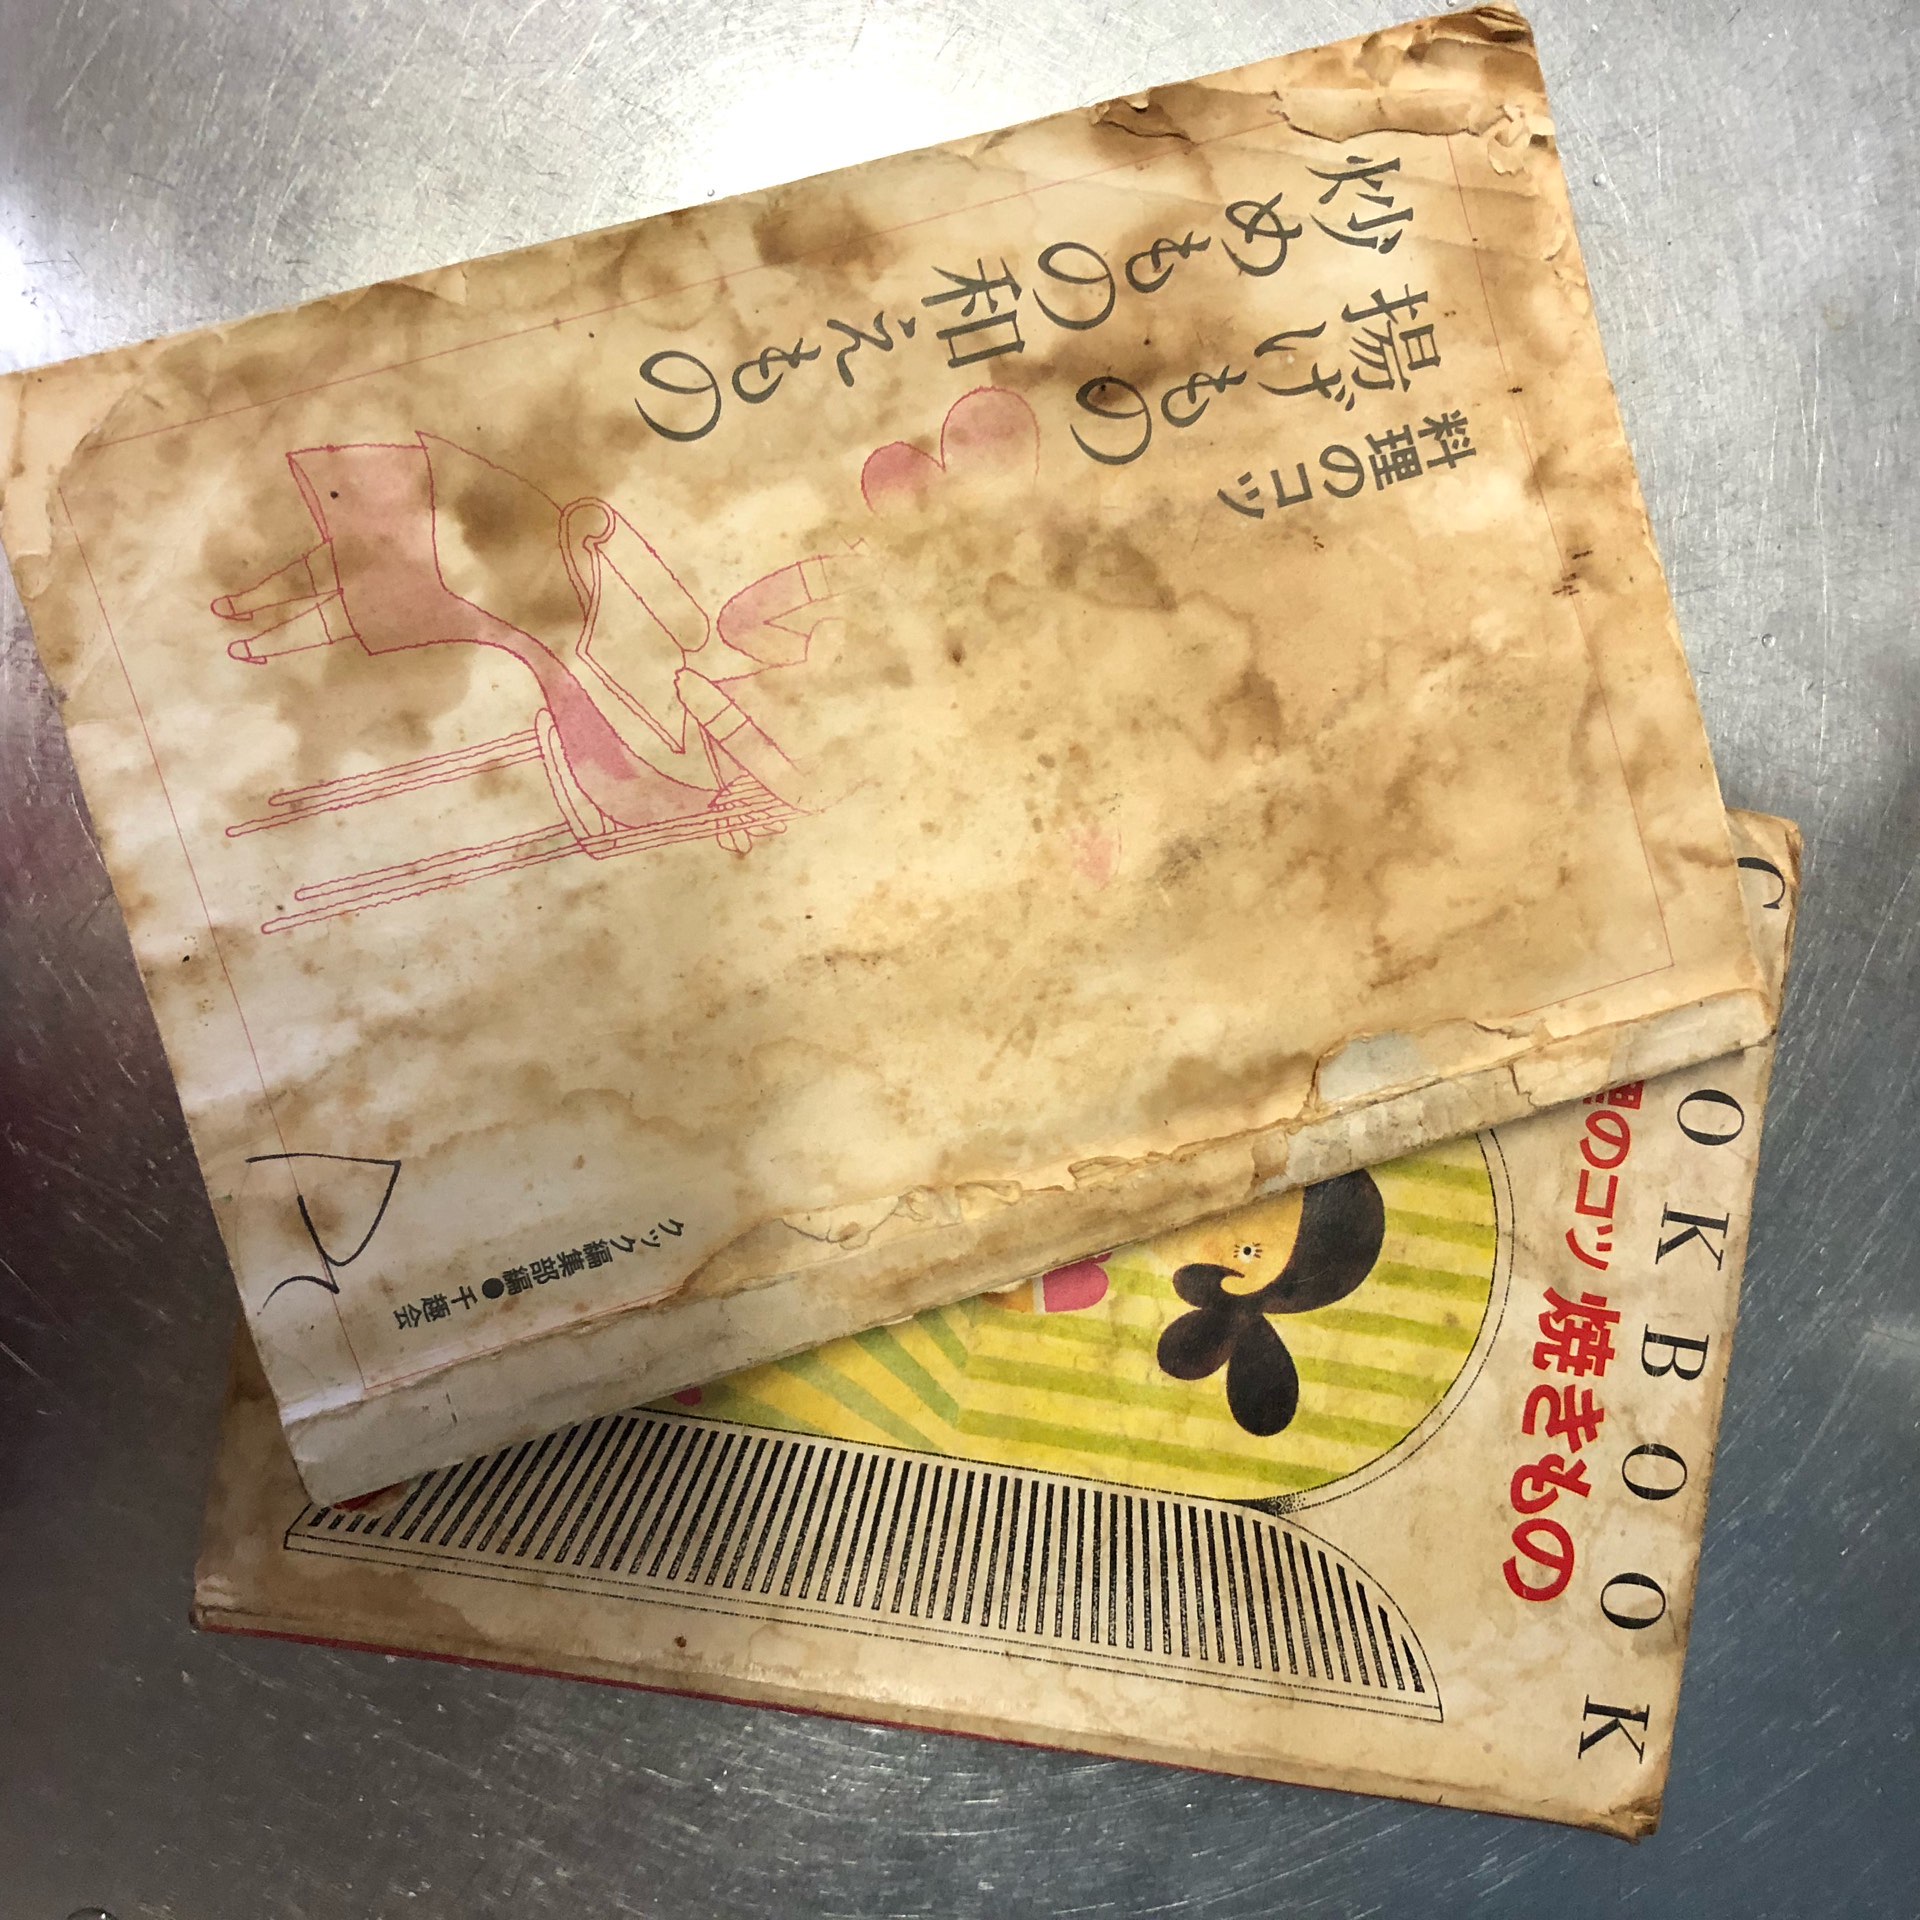 料理のコツ
揚げもの
炒めもの
和えもの
クック編集部編●千趣会
COOKBOOK
理のコツ 焼きもの